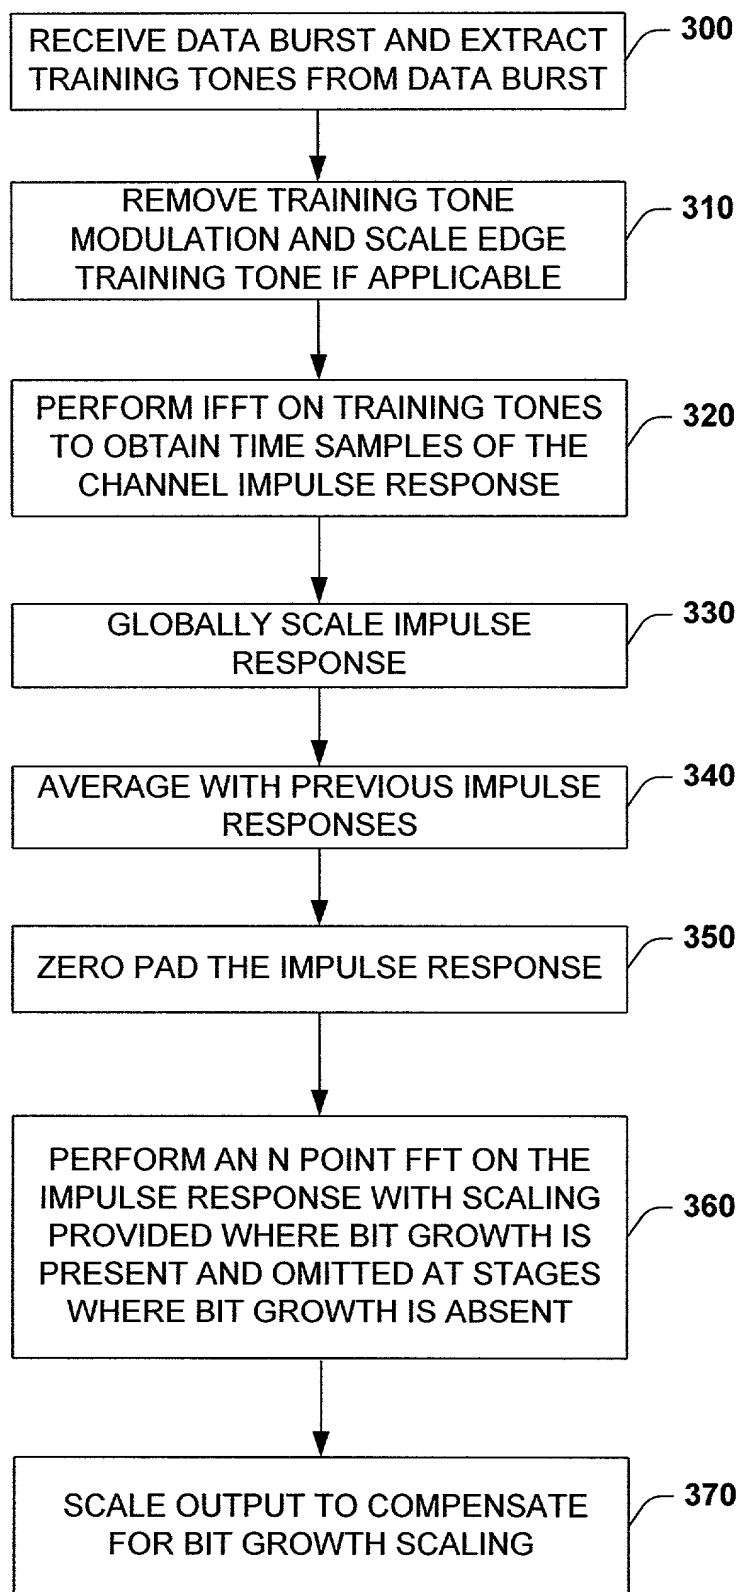 RECEIVE DATA BURST AND EXTRACT
TRAINING TONES FROM DATA BURST
300
REMOVE TRAINING TONE
MODULATION AND SCALE EDGE
TRAINING TONE IF APPLICABLE
310
PERFORM IFFT ON TRAINING TONES
TO OBTAIN TIME SAMPLES OF THE
CHANNEL IMPULSE RESPONSE
320
GLOBALLY SCALE IMPULSE
RESPONSE
330
AVERAGE WITH PREVIOUS IMPULSE
RESPONSES
340
ZERO PAD THE IMPULSE RESPONSE
350
PERFORM AN N POINT FFT ON THE
IMPULSE RESPONSE WITH SCALING
PROVIDED WHERE BIT GROWTH IS
PRESENT AND OMITTED AT STAGES
WHERE BIT GROWTH IS ABSENT
360
SCALE OUTPUT TO COMPENSATE
FOR BIT GROWTH SCALING
370